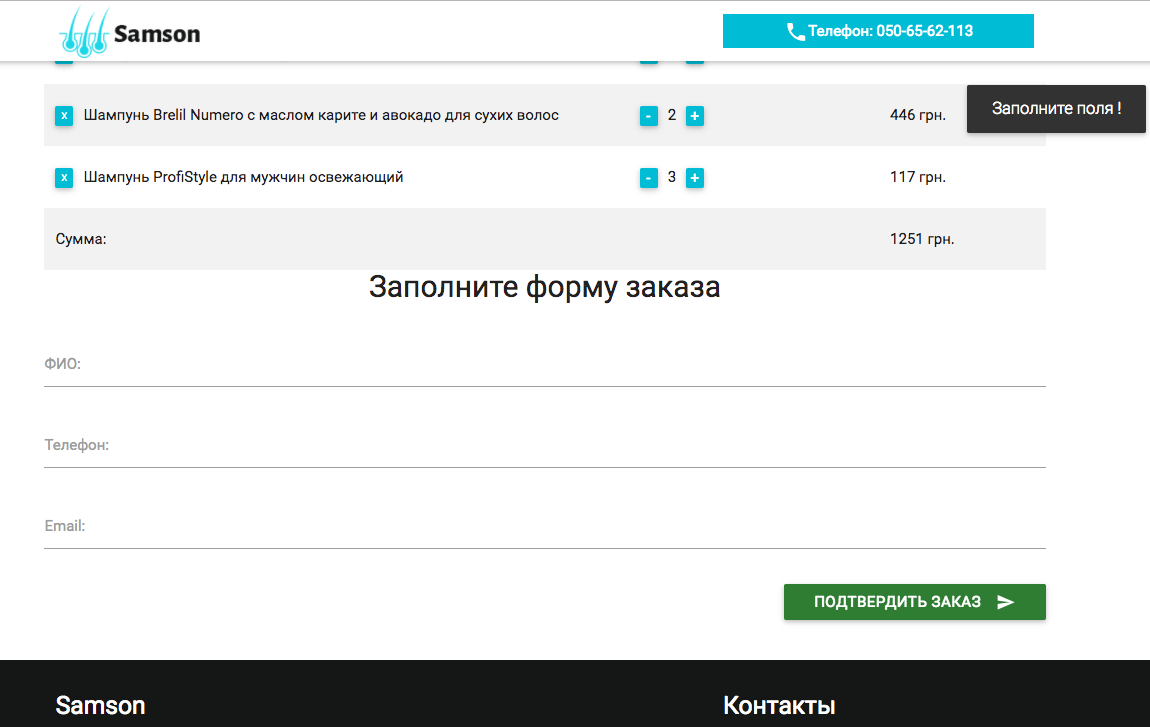 Samson
Телефон: 050-65-62-113
x Шампунь Brelil Numero с маслом карите и авокадо для сухих волос - 2 + 446 грн.
Заполните поля !
x Шампунь ProfiStyle для мужчин освежающий - 3 + 117 грн.
Сумма: 1251 грн.
Заполните форму заказа
ФИО:
Телефон:
Email:
ПОДТВЕРДИТЬ ЗАКАЗ
Samson Контакты